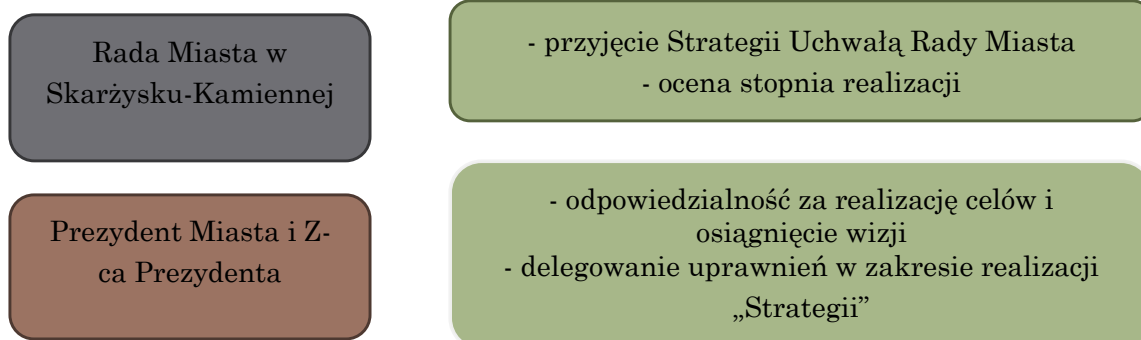 Rada Miasta w
Skarżysku-Kamiennej
- przyjęcie Strategii Uchwałą Rady Miasta
- ocena stopnia realizacji
Prezydent Miasta i Z-
ca Prezydenta
- odpowiedzialność za realizację celów i
osiągnięcie wizji
- delegowanie uprawnień w zakresie realizacji
„Strategii”